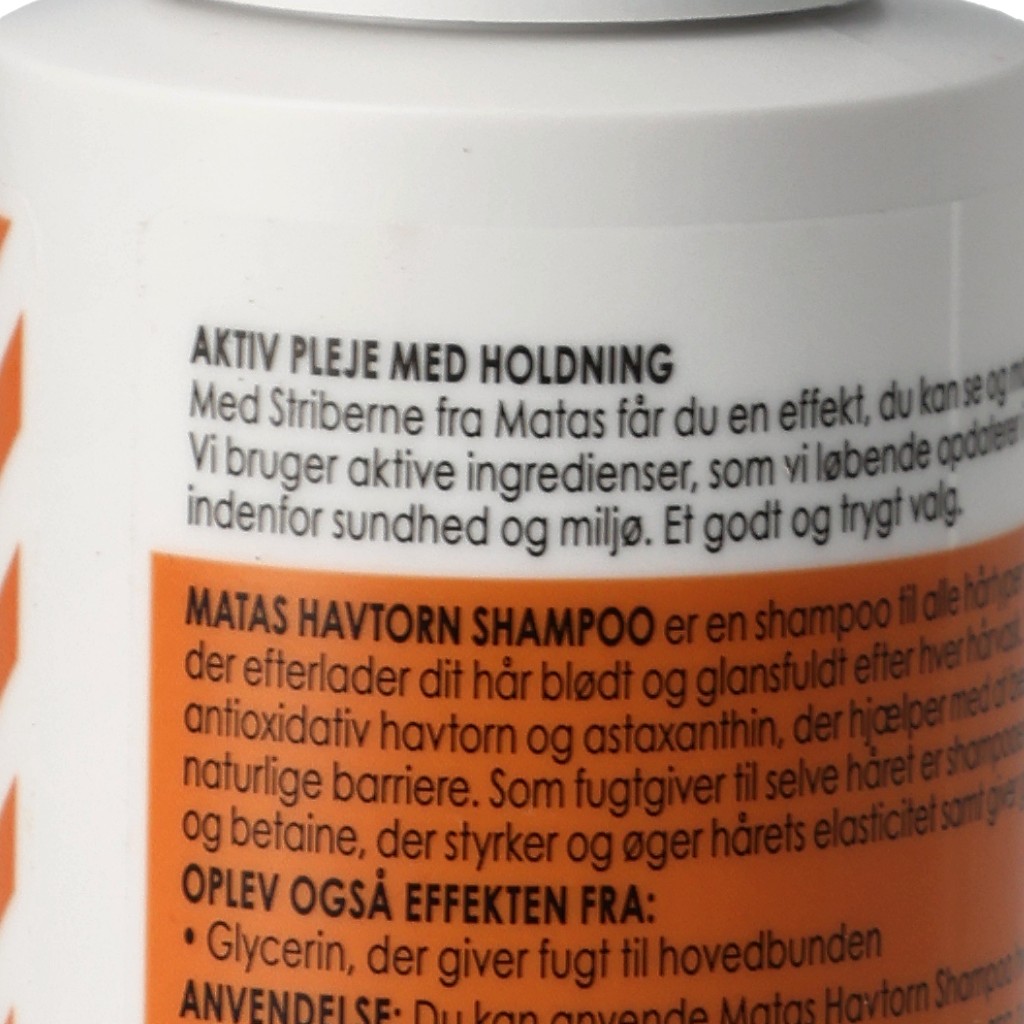 AKTIV PLEJE MED HOLDNING
Med Striberne fra Matas får du en effekt, du kan se og
Vi bruger aktive ingredienser, som vi løbende opdaterer
indenfor sundhed og miljø. Et godt og trygt valg.
MATAS HAVTORN SHAMPOO er en shampoo til alle hårtyper
der efterlader dit hår blødt og glansfuldt efter hver hårvask.
antioxidativ havtorn og astaxanthin, der hjælper med at
naturlige barriere. Som fugtgiver til selve håret er shampooen
og betaine, der styrker og øger hårets elasticitet samt giver
OPLEV OGSÅ EFFEKTEN FRA:
• Glycerin, der giver fugt til hovedbunden
ANVENDELSE: Du kan anvende Matas Havtorn Shampoo